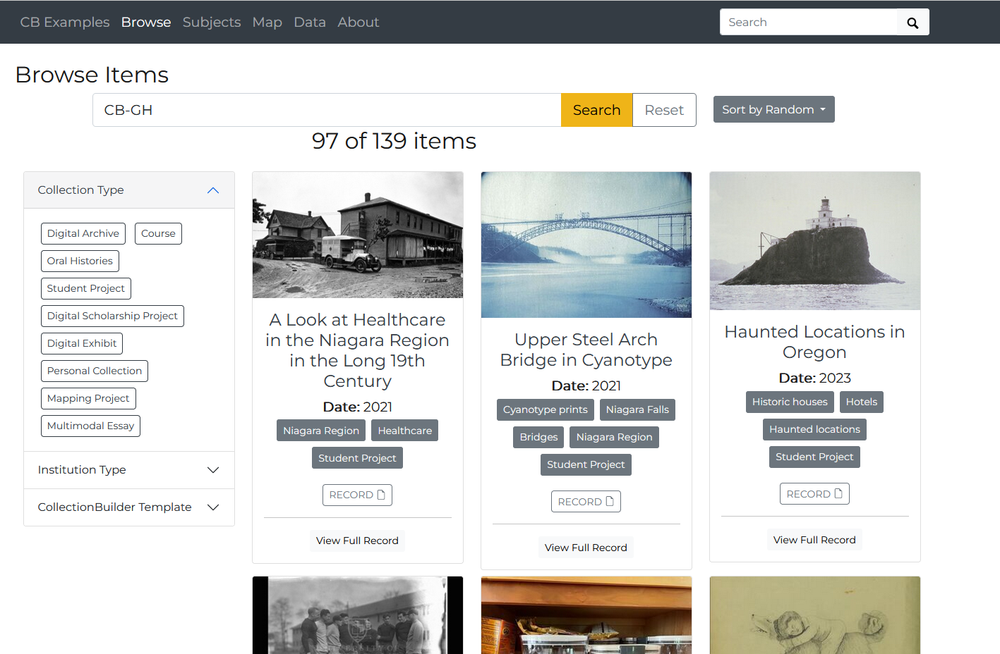 CB Examples Browse Subjects Map Data About Search
Browse Items
CB-GH Search Reset Sort by Random
97 of 139 items
Collection Type
Digital Archive Course
Oral Histories
Student Project
Digital Scholarship Project
Digital Exhibit
Personal Collection
Mapping Project
Multimodal Essay
Institution Type
CollectionBuilder Template
A Look at Healthcare
in the Niagara Region
in the Long 19th
Century
Date: 2021
Niagara Region Healthcare
Student Project
RECORD
View Full Record
Upper Steel Arch
Bridge in Cyanotype
Date: 2021
Cyanotype prints Niagara Falls
Bridges Niagara Region
Student Project
RECORD
View Full Record
Haunted Locations in
Oregon
Date: 2023
Historic houses Hotels
Haunted locations
Student Project
RECORD
View Full Record
UNIVERSITY OF